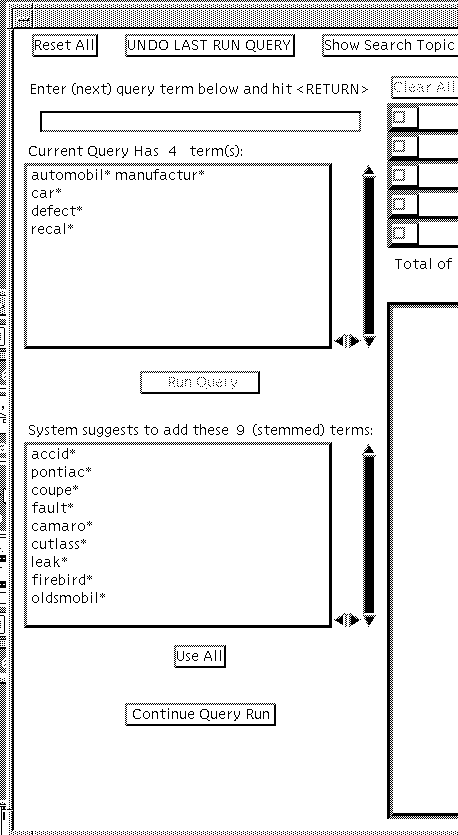 Reset All
UNDO LAST RUN QUERY
Show Search Topic
Enter (next) query term below and hit <RETURN>
Clear All
Current Query Has 4 term(s):
automobil* manufactur*
car*
defect*
recal*
Total of
Run Query
System suggests to add these 9 (stemmed) terms:
accid*
pontiac*
coupe*
fault*
camaro*
cutlass*
leak*
firebird*
oldsmobil*
Use All
Continue Query Run